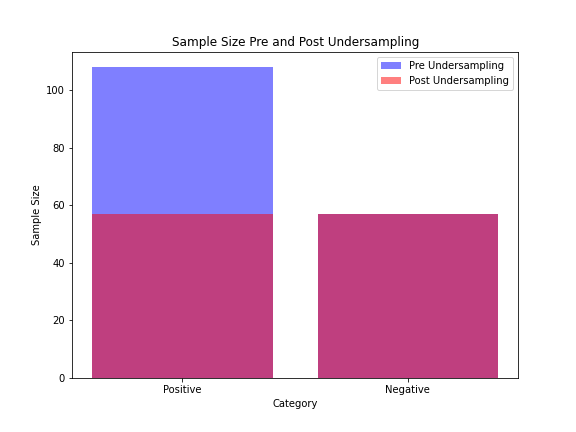 Sample Size Pre and Post Undersampling
Pre Undersampling
Post Undersampling
100
80
60
40
20
0
Sample Size
Positive
Negative
Category